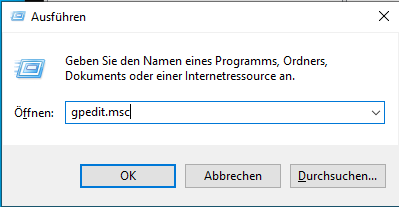 Ausführen
Geben Sie den Namen eines Programms, Ordners,
Dokuments oder einer Internetressource an.
Öffnen: gpedit.msc
OK Abbrechen Durchsuchen...